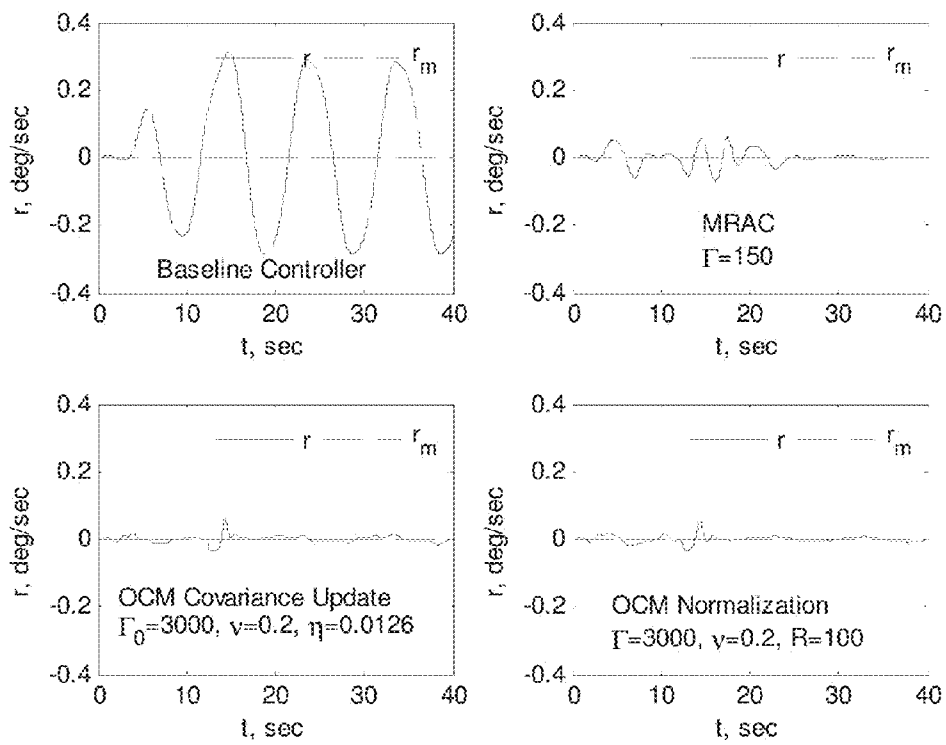 0.4
0.2
0
-0.2
-0.4
r, deg/sec
r
r_m
Baseline Controller
0
10
20
30
40
t, sec
0.4
0.2
0
-0.2
-0.4
r, deg/sec
r
r_m
MRAC
Γ=150
0
10
20
30
40
t, sec
0.4
0.2
0
-0.2
-0.4
r, deg/sec
r
r_m
OCM Covariance Update
Γ_0=3000, ν=0.2, η=0.0126
0
10
20
30
40
t, sec
0.4
0.2
0
-0.2
-0.4
r, deg/sec
r
r_m
OCM Normalization
Γ=3000, ν=0.2, R=100
0
10
20
30
40
t, sec